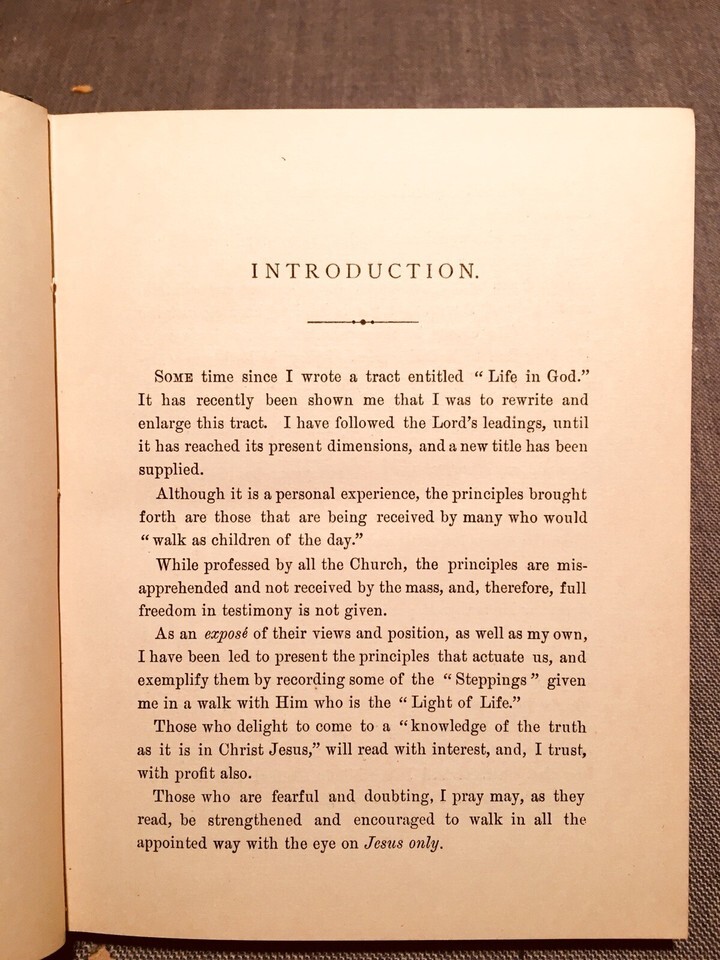 INTRODUCTION.
SOME time since I wrote a tract entitled “ Life in God.”
It has recently been shown me that I was to rewrite and
enlarge this tract. I have followed the Lord's leadings, until
it has reached its present dimensions, and a new title has been
supplied.
Although it is a personal experience, the principles brought
forth are those that are being received by many who would
“ walk as children of the day.”
While professed by all the Church, the principles are mis-
apprehended and not received by the mass, and, therefore, full
freedom in testimony is not given.
As an exposé of their views and position, as well as my own,
I have been led to present the principles that actuate us, and
exemplify them by recording some of the “ Steppings ” given
me in a walk with Him who is the “ Light of Life.”
Those who delight to come to a “ knowledge of the truth
as it is in Christ Jesus,” will read with interest, and, I trust,
with profit also.
Those who are fearful and doubting, I pray may, as they
read, be strengthened and encouraged to walk in all the
appointed way with the eye on Jesus only.